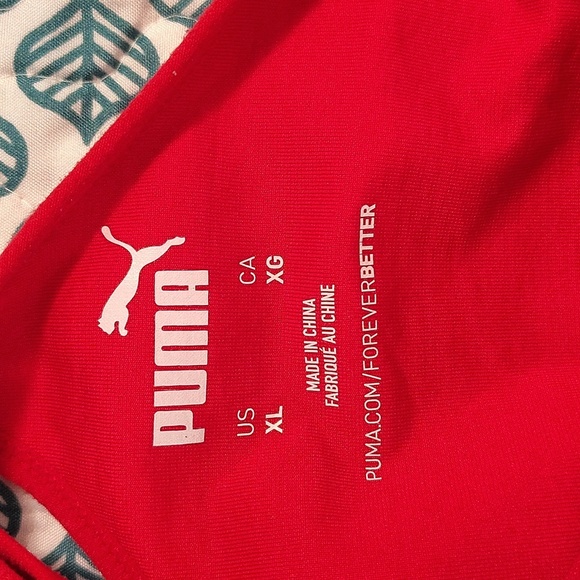 PUMA
US CA
XL XG
MADE IN CHINA
FABRIQUÉ AU CHINE
PUMA.COM/FOREVERBETTER